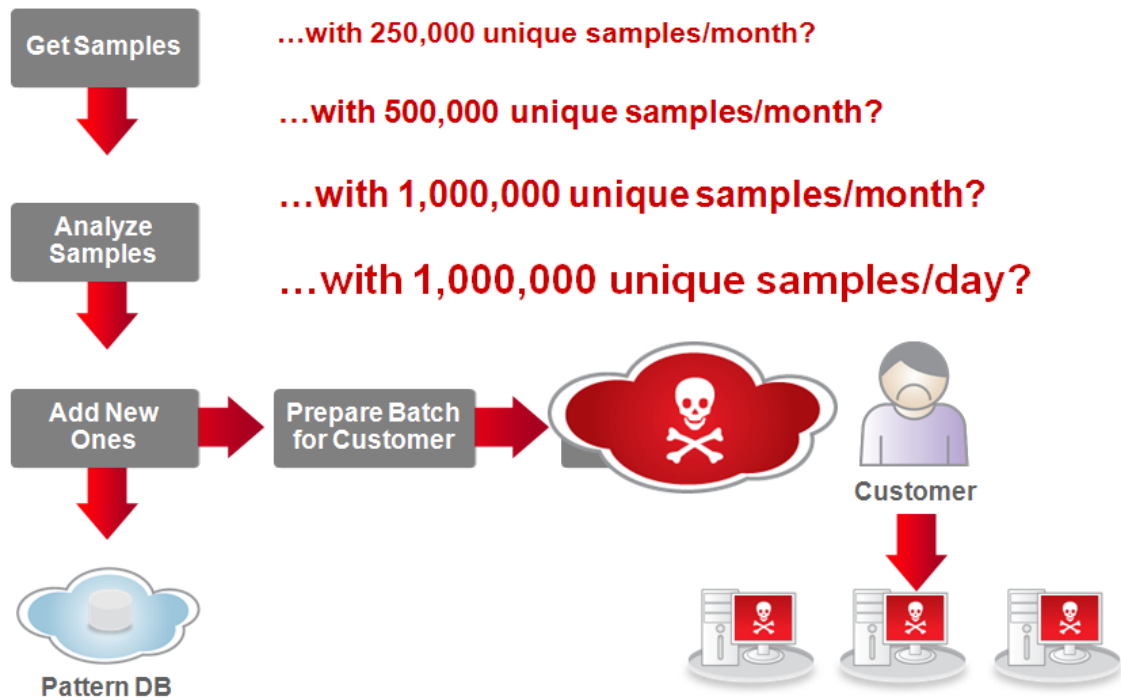 Get Samples
…with 250,000 unique samples/month?
…with 500,000 unique samples/month?
…with 1,000,000 unique samples/month?
Analyze
Samples
…with 1,000,000 unique samples/day?
Add New
Ones
Prepare Batch
for Customer
Customer
Pattern DB